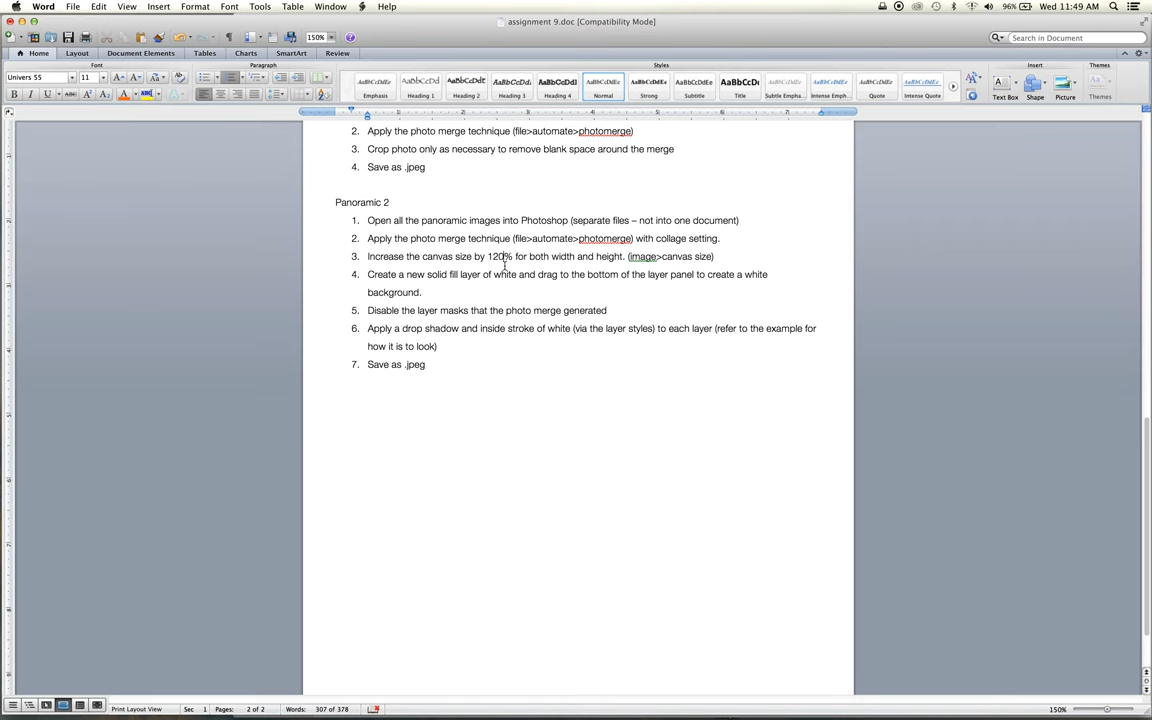 Word File Edit View Insert Format Font Tools Table Window Help 96% Wed 11:49 AM
assignment 9.doc [Compatibility Mode]
150% Search in Document
Home Layout Document Elements Tables Charts SmartArt Review
Font Paragraph Styles Insert Themes
Univers 55 11
AaBbCcDdEe AaBbCcDd AaBbCcDdE AaBbCcDdEe AaBbCcDdEe
Emphasis Heading 1 Heading 2 Heading 3 Heading 4 Normal Strong Subtitle Title Subtle Empha... Intense Emph... Quote Intense Quote Text Box Shape Picture Themes
2. Apply the photo merge technique (file>automate>photomerge)
3. Crop photo only as necessary to remove blank space around the merge
4. Save as .jpeg
Panoramic 2
1. Open all the panoramic images into Photoshop (separate files – not into one document)
2. Apply the photo merge technique (file>automate>photomerge) with collage setting.
3. Increase the canvas size by 120% for both width and height. (image>canvas size)
4. Create a new solid fill layer of white and drag to the bottom of the layer panel to create a white
background.
5. Disable the layer masks that the photo merge generated
6. Apply a drop shadow and inside stroke of white (via the layer styles) to each layer (refer to the example for
how it is to look)
7. Save as .jpeg
Print Layout View Sec 1 Pages: 2 of 2 Words: 307 of 378 150%